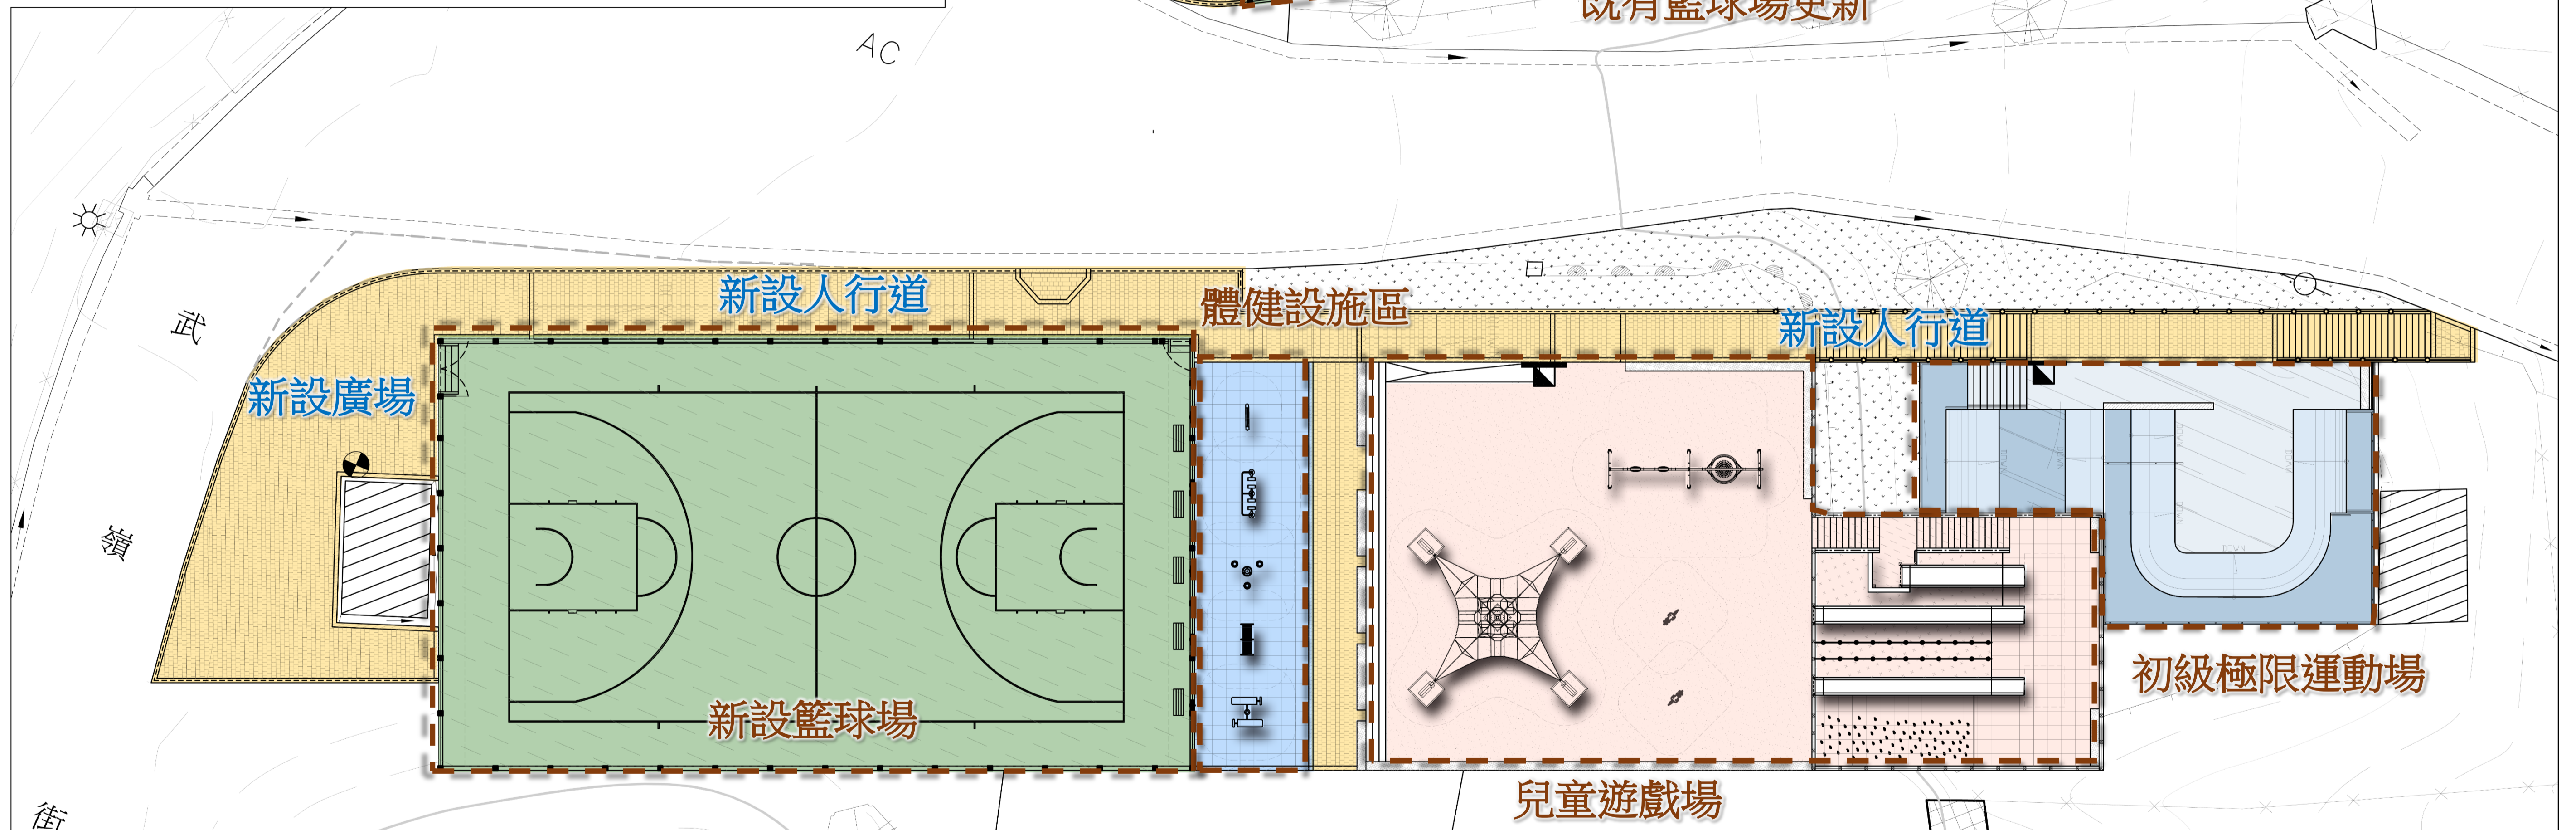 既有籃球場更新
AC
新設人行道
體健設施區
新設人行道
武
嶺
街
新設廣場
新設籃球場
初級極限運動場
兒童遊戲場
DOWN